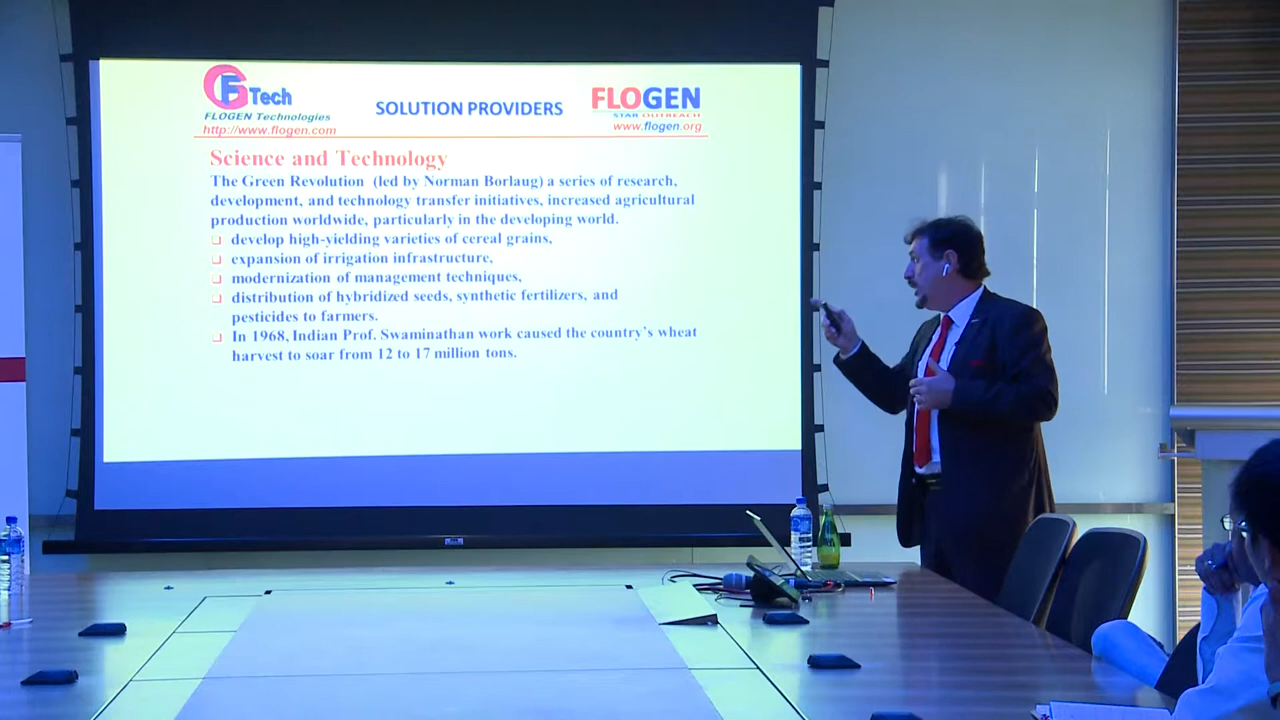 GF Tech
FLOGEN Technologies
http://www.flogen.com
SOLUTION PROVIDERS
FLOGEN
STAR OUTREACH
www.flogen.org
Science and Technology
The Green Revolution (led by Norman Borlaug) a series of research,
development, and technology transfer initiatives, increased agricultural
production worldwide, particularly in the developing world.
develop high-yielding varieties of cereal grains,
expansion of irrigation infrastructure,
modernization of management techniques,
distribution of hybridized seeds, synthetic fertilizers, and
pesticides to farmers.
In 1968, Indian Prof. Swaminathan work caused the country's wheat
harvest to soar from 12 to 17 million tons.